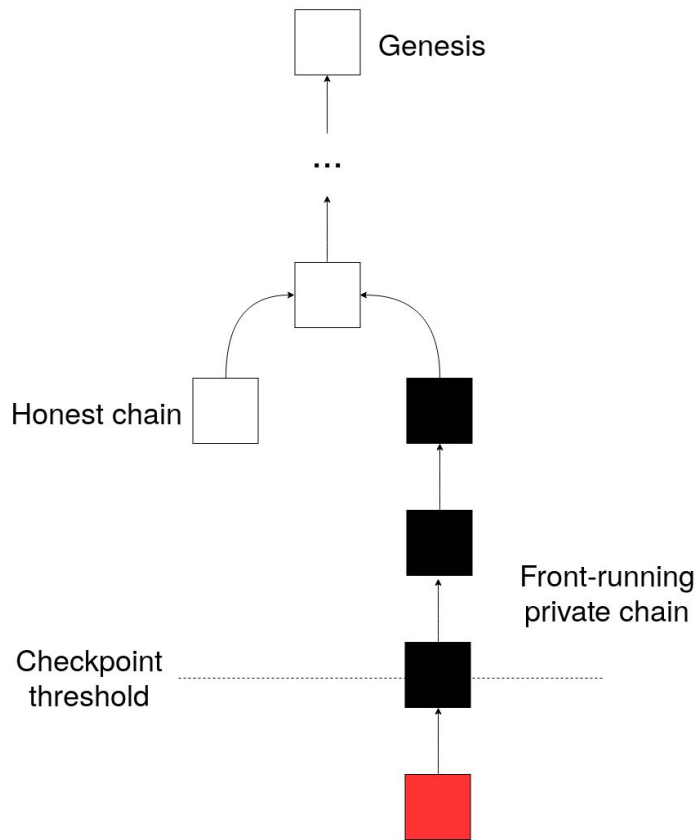 Genesis
...
Honest chain
Front-running
private chain
Checkpoint
threshold